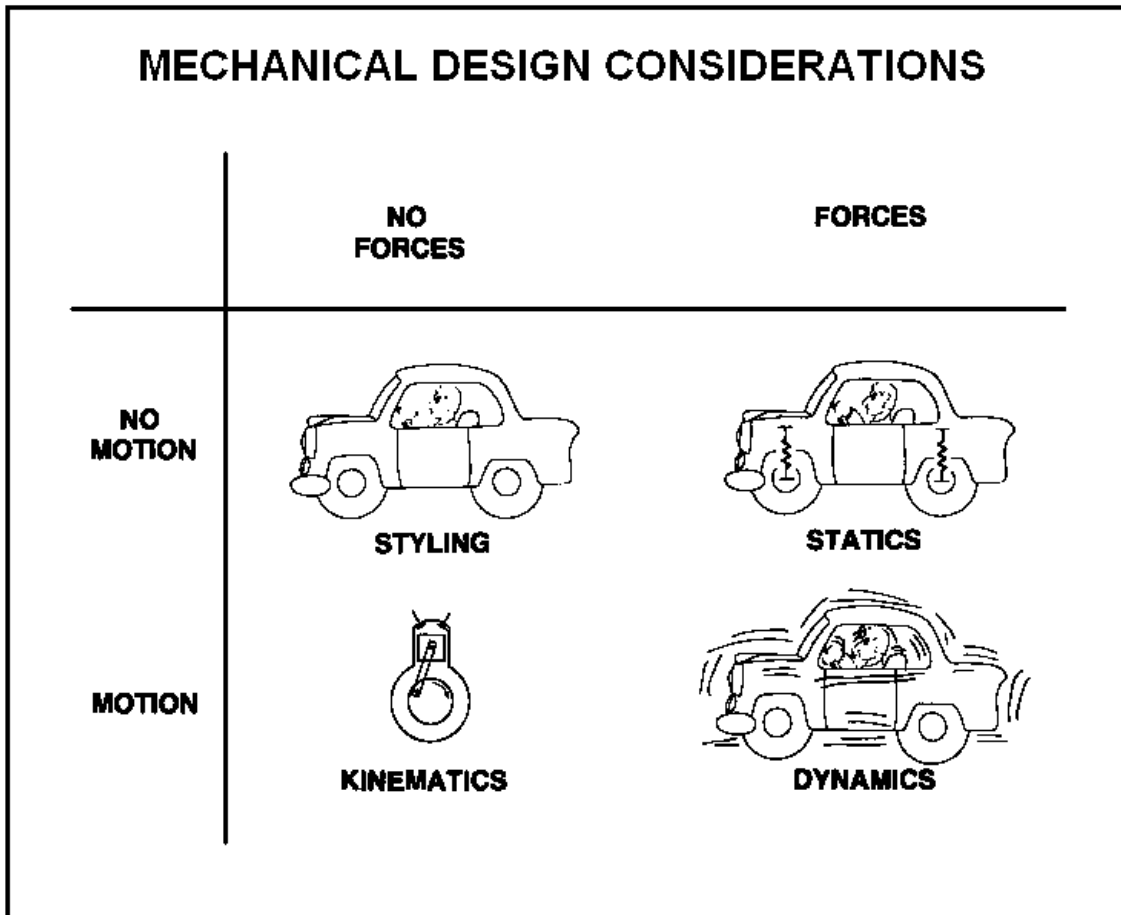 MECHANICAL DESIGN CONSIDERATIONS
NO
FORCES
FORCES
NO
MOTION
STYLING
STATICS
MOTION
KINEMATICS
DYNAMICS